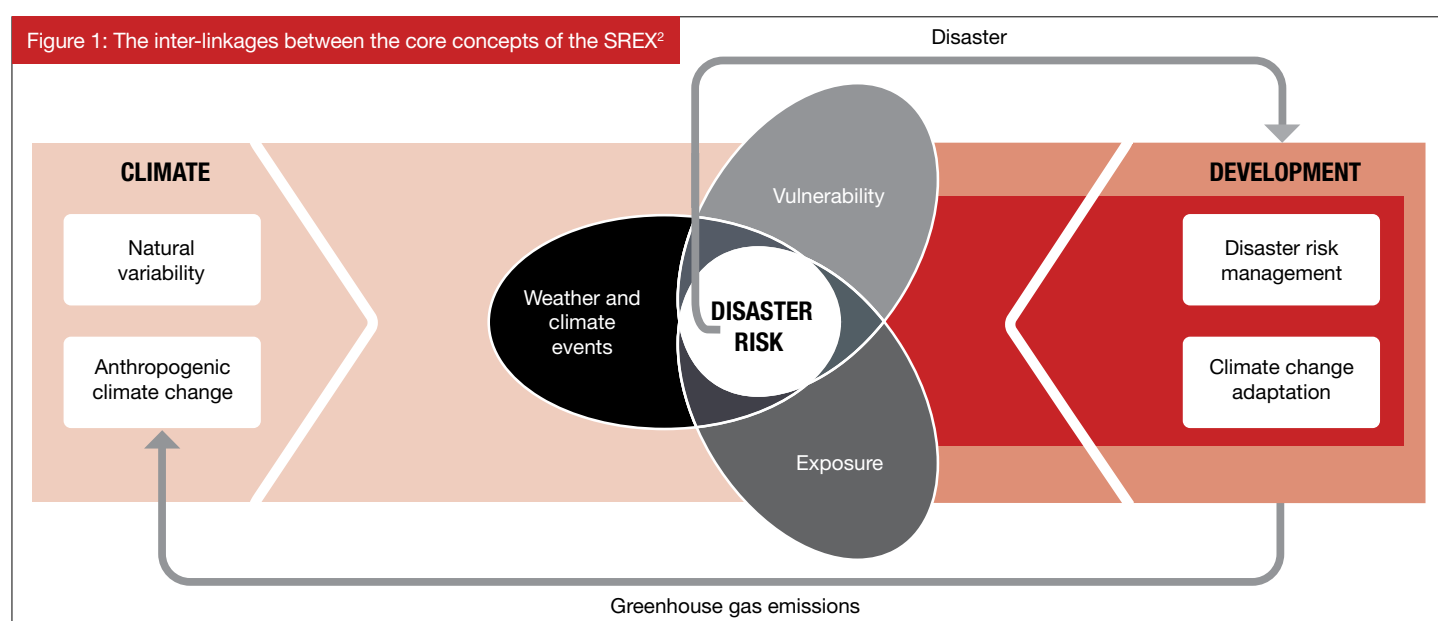 Figure 1: The inter-linkages between the core concepts of the SREX²
Disaster
CLIMATE
Natural
variability
Anthropogenic
climate change
Weather and
climate
events
Vulnerability
DISASTER
RISK
Exposure
DEVELOPMENT
Disaster risk
management
Climate change
adaptation
Greenhouse gas emissions